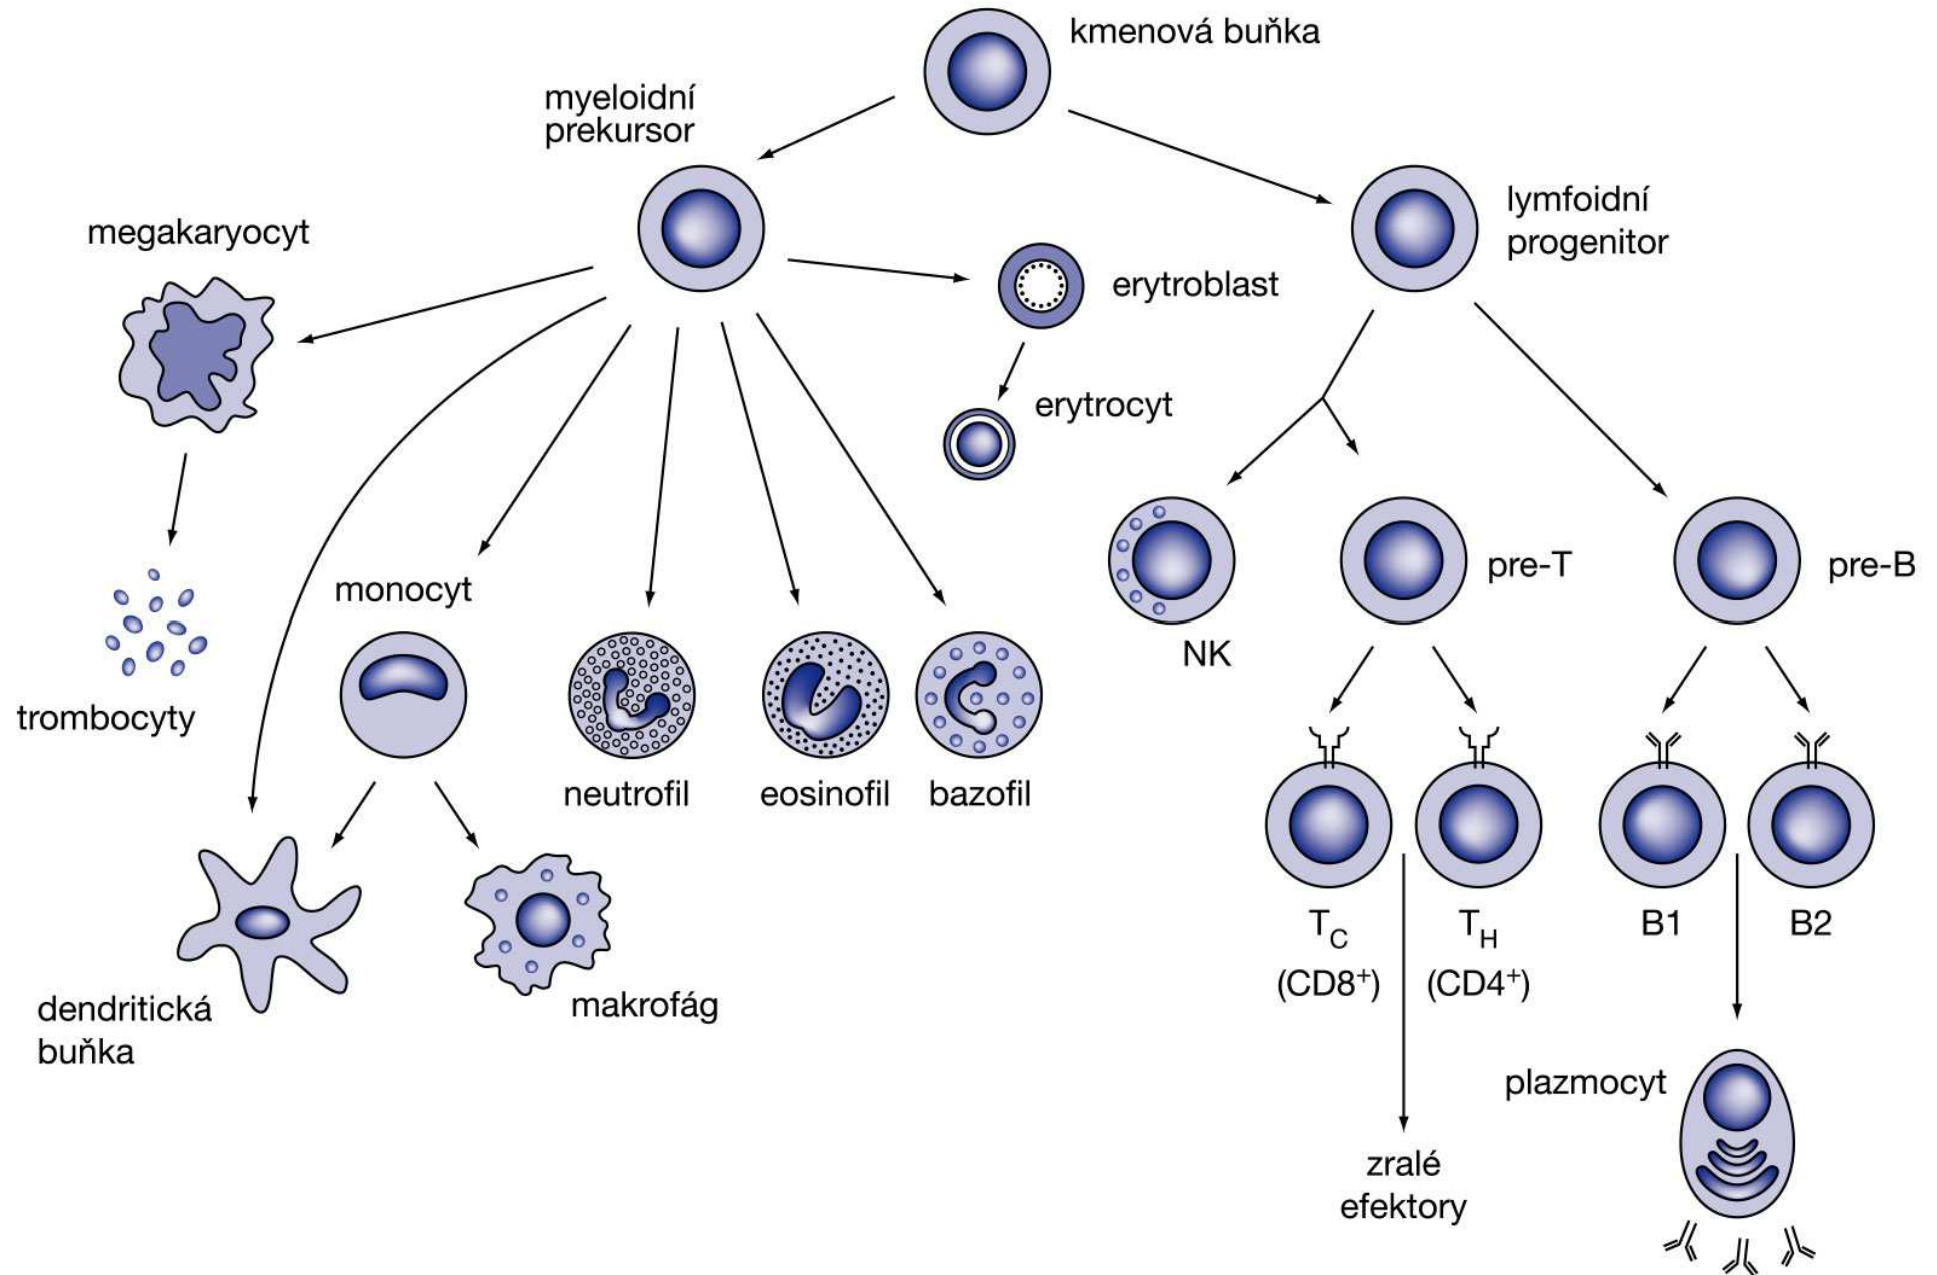 kmenová buňka
myeloidní
prekursor
lymfoidní
progenitor
megakaryocyt
erytroblast
erytrocyt
monocyt
pre-T
pre-B
NK
trombocyty
neutrofil
eosinofil
bazofil
T_C
(CD8⁺)
T_H
(CD4⁺)
B1
B2
dendritická
buňka
makrofág
plazmocyt
zralé
efektory